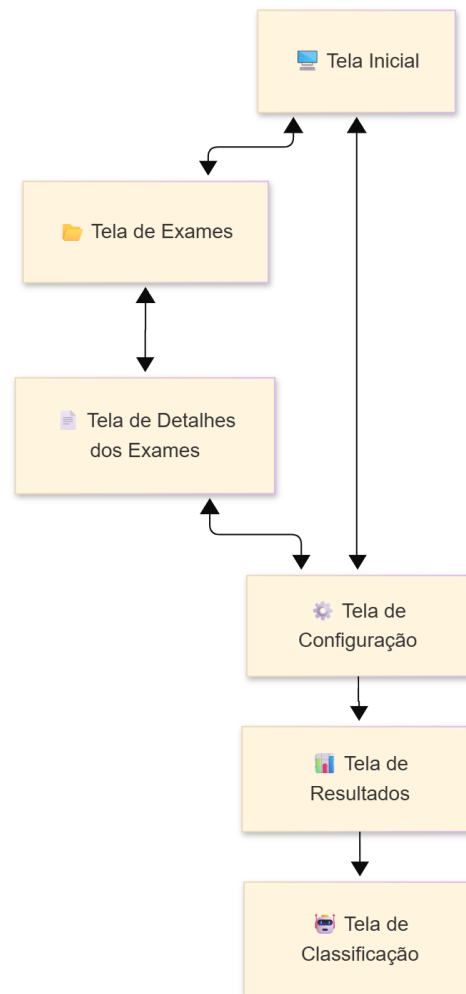 Tela Inicial
Tela de Exames
Tela de Detalhes
dos Exames
Tela de
Configuração
Tela de
Resultados
Tela de
Classificação